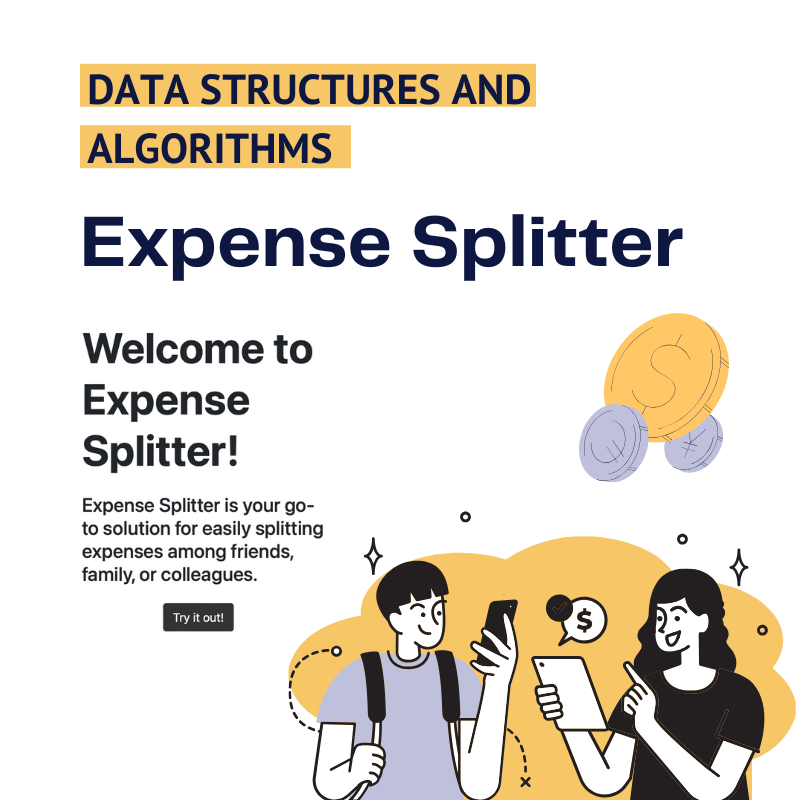 DATA STRUCTURES AND
ALGORITHMS
Expense Splitter
Welcome to
Expense
Splitter!
Expense Splitter is your go-
to solution for easily splitting
expenses among friends,
family, or colleagues.
Try it out!
$